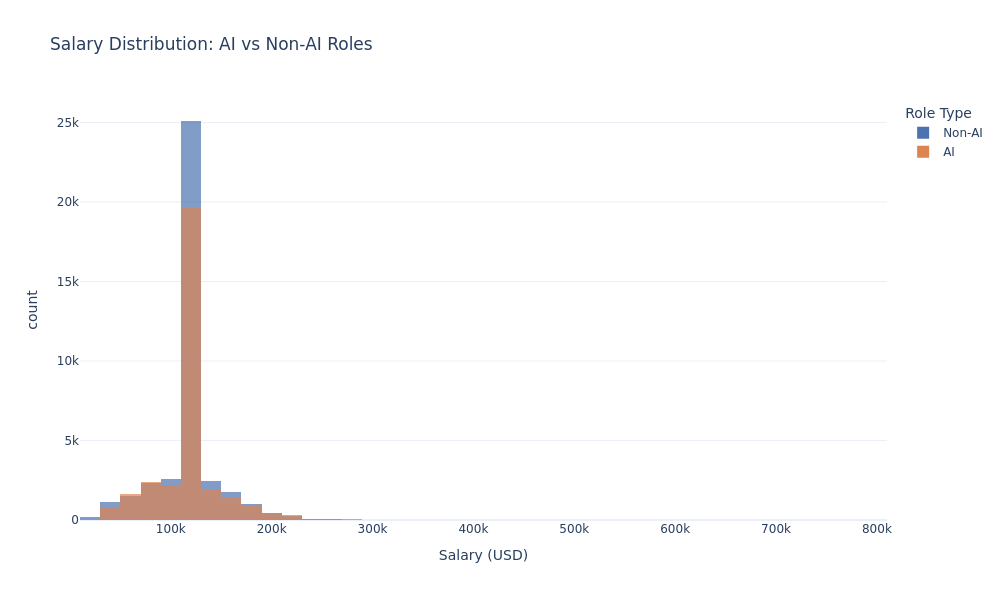 Salary Distribution: AI vs Non-AI Roles
Role Type
Non-AI
AI
25k
20k
15k
10k
5k
0
count
100k 200k 300k 400k 500k 600k 700k 800k
Salary (USD)